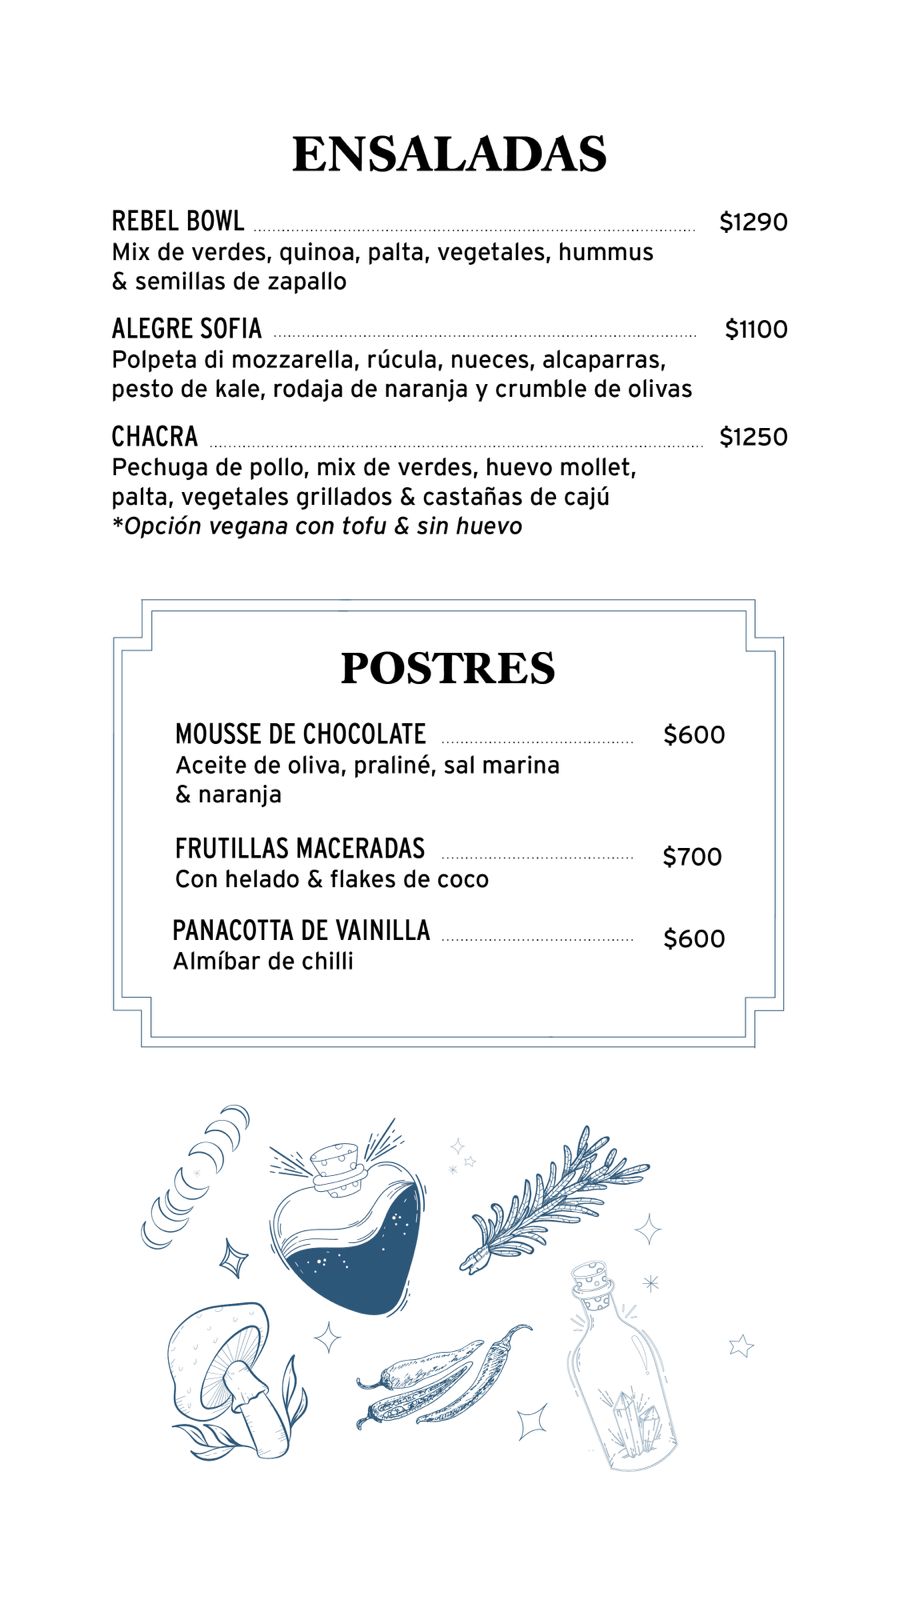 ENSALADAS
REBEL BOWL $1290
Mix de verdes, quinoa, palta, vegetales, hummus
& semillas de zapallo
ALEGRE SOFIA $1100
Polpeta di mozzarella, rúcula, nueces, alcaparras,
pesto de kale, rodaja de naranja y crumble de olivas
CHACRA $1250
Pechuga de pollo, mix de verdes, huevo mollet,
palta, vegetales grillados & castañas de cajú
*Opción vegana con tofu & sin huevo
POSTRES
MOUSSE DE CHOCOLATE $600
Aceite de oliva, praliné, sal marina
& naranja
FRUTILLAS MACERADAS $700
Con helado & flakes de coco
PANACOTTA DE VAINILLA $600
Almíbar de chilli